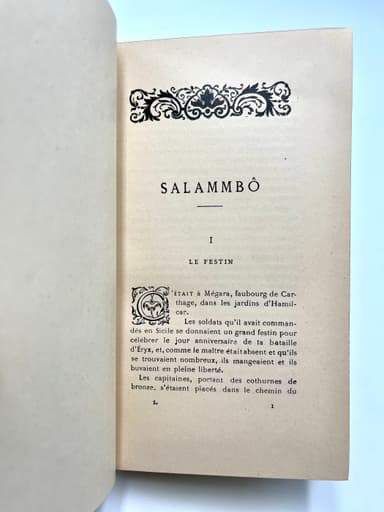 SALAMMBÔ
I
LE FESTIN
C'ÉTAIT à Mégara, faubourg de Car-
thage, dans les jardins d'Hamil-
car.
Les soldats qu'il avait comman-
dés en Sicile se donnaient un grand festin pour
célébrer le jour anniversaire de la bataille
d'Éryx, et, comme le maître était absent et qu'ils
se trouvaient nombreux, ils mangeaient et ils
buvaient en pleine liberté.
Les capitaines, portant des cothurnes de
bronze, s'étaient placés dans le chemin du
1